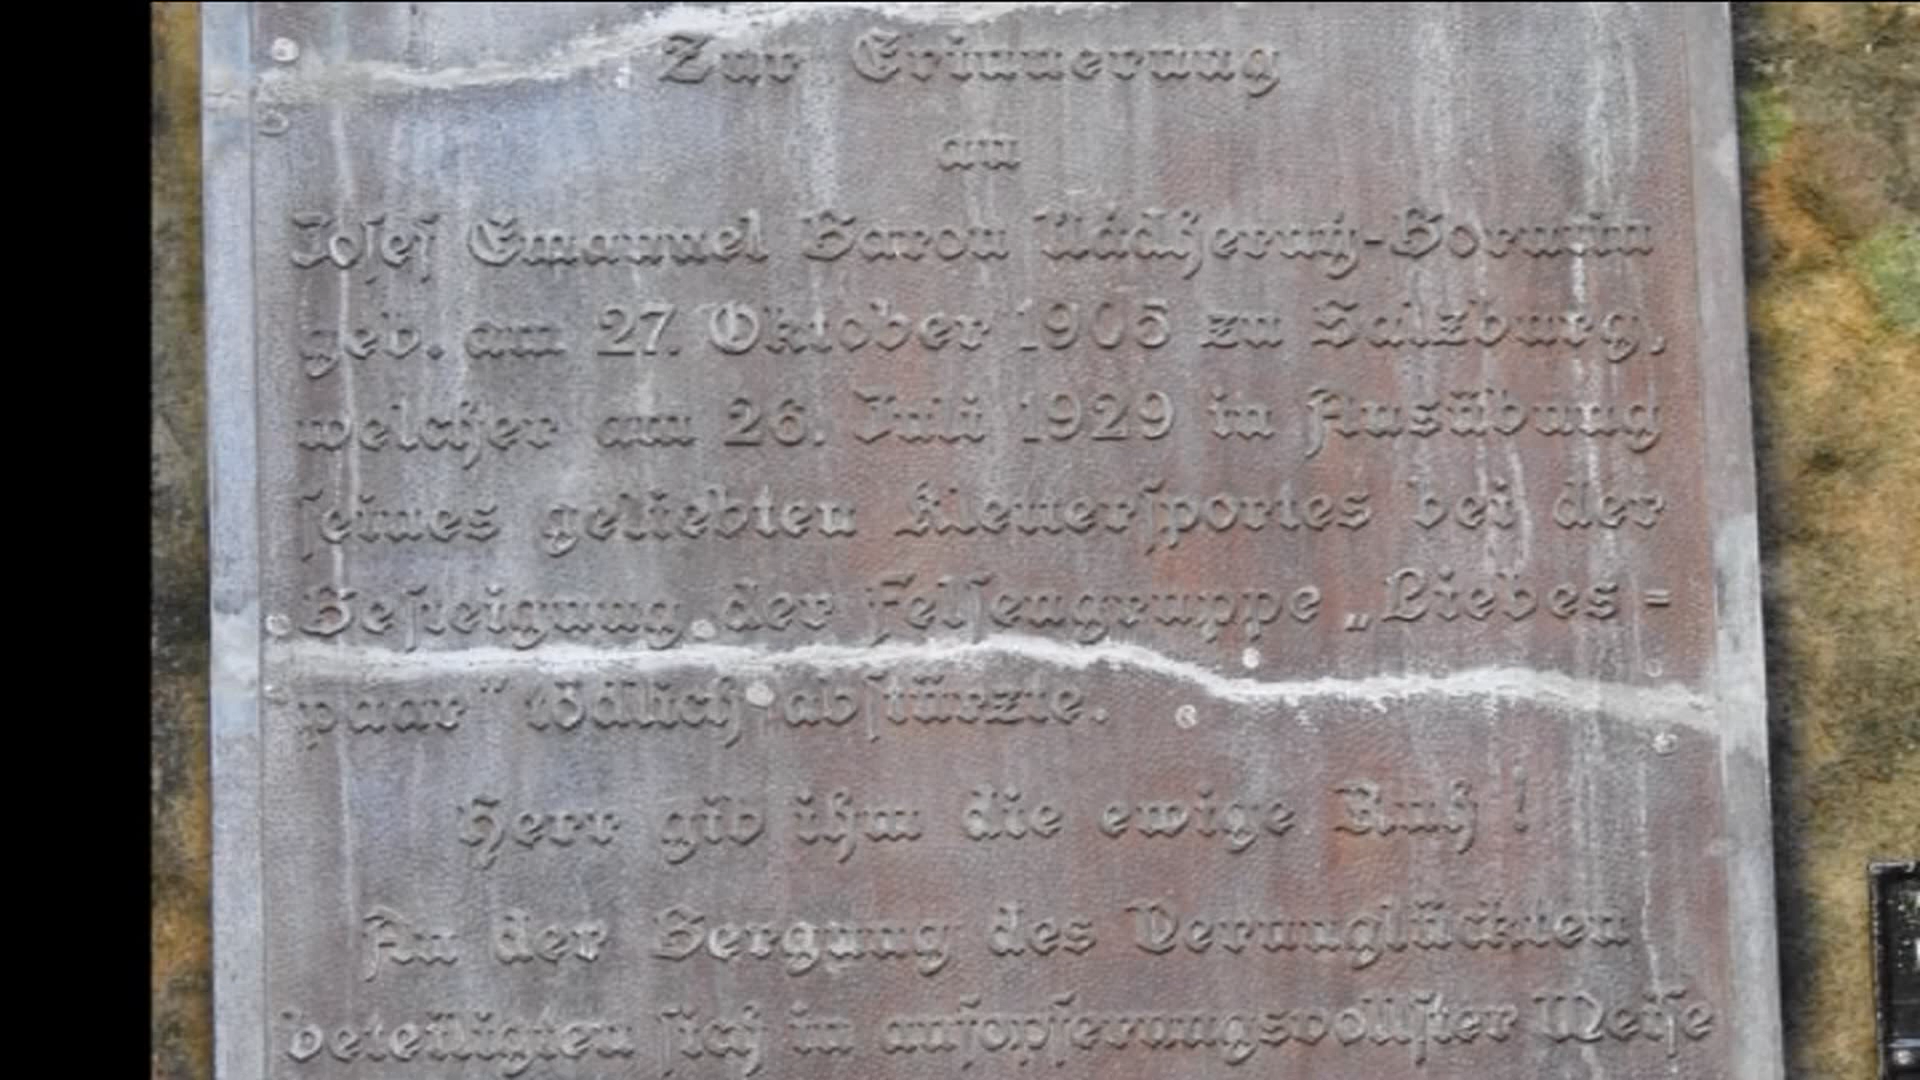 Zur Erinnerung
an
Josef Emanuel Baron Nádherný-Borutin
geb. am 27. Oktober 1905 zu Salzburg,
welcher am 26. Juli 1929 in Ausübung
seines geliebten Klettersportes bei der
Besteigung der Felsengruppe „Liebes=
paar" tödlich abstürzte.
Herr gib ihm die ewige Ruh !
An der Bergung des Verunglückten
beteiligten sich in aufopferungsvollster Weise